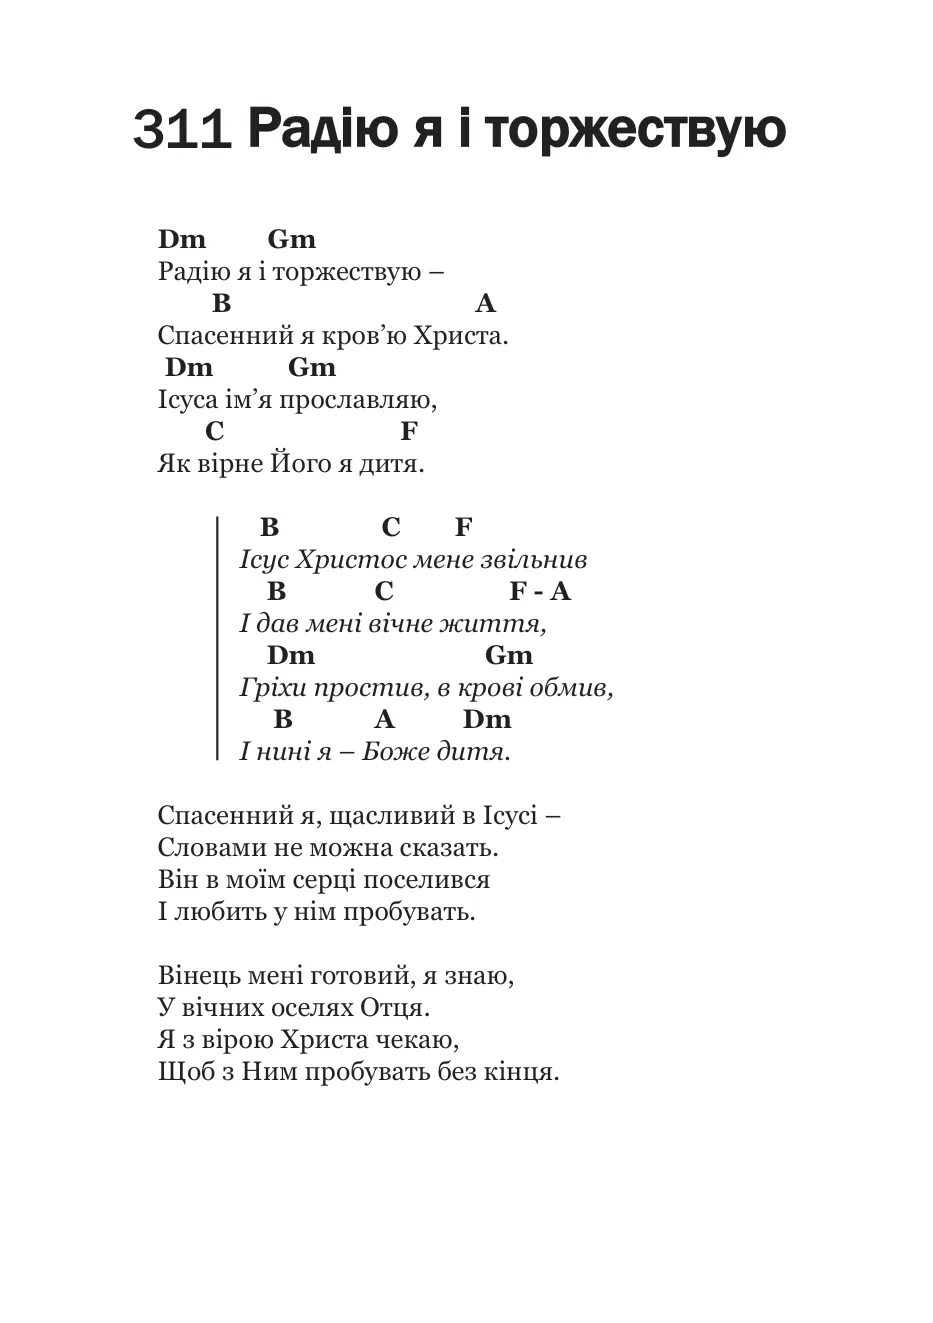 311 Радію я і торжествую
Dm Gm
Радію я і торжествую –
B A
Спасенний я кров’ю Христа.
Dm Gm
Ісуса ім’я прославляю,
C F
Як вірне Його я дитя.
B C F
Ісус Христос мене звільнив
B C F - A
І дав мені вічне життя,
Dm Gm
Гріхи простив, в крові обмив,
B A Dm
І нині я – Боже дитя.
Спасенний я, щасливий в Ісусі –
Словами не можна сказать.
Він в моїм серці поселився
І любить у нім пробувать.
Вінець мені готовий, я знаю,
У вічних оселях Отця.
Я з вірою Христа чекаю,
Щоб з Ним пробувать без кінця.